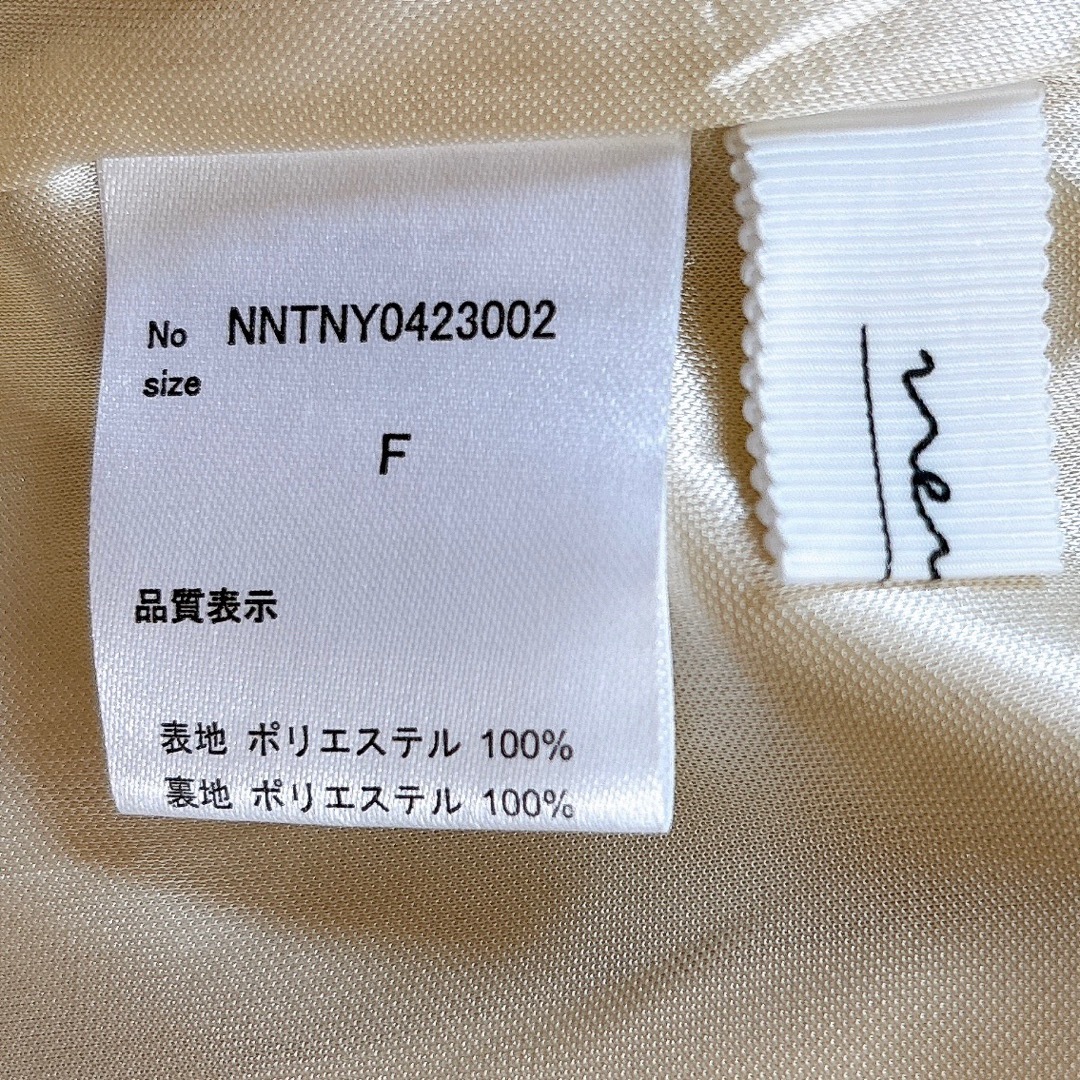 No NNTNY0423002
size
F
品質表示
表地 ポリエステル 100%
裏地 ポリエステル 100%